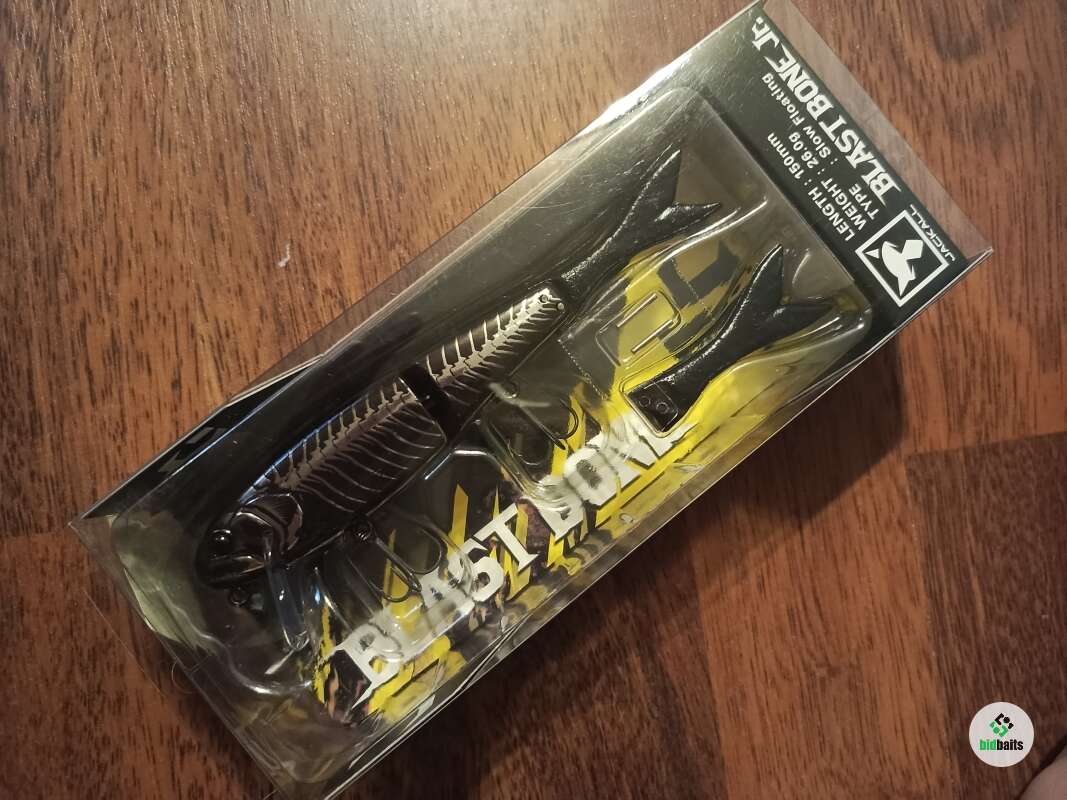 JACKALL
BLAST BONE Jr.
LENGTH : 150mm
WEIGHT : 26.0g
TYPE : Slow Floating
BLAST BONE
bidbaits